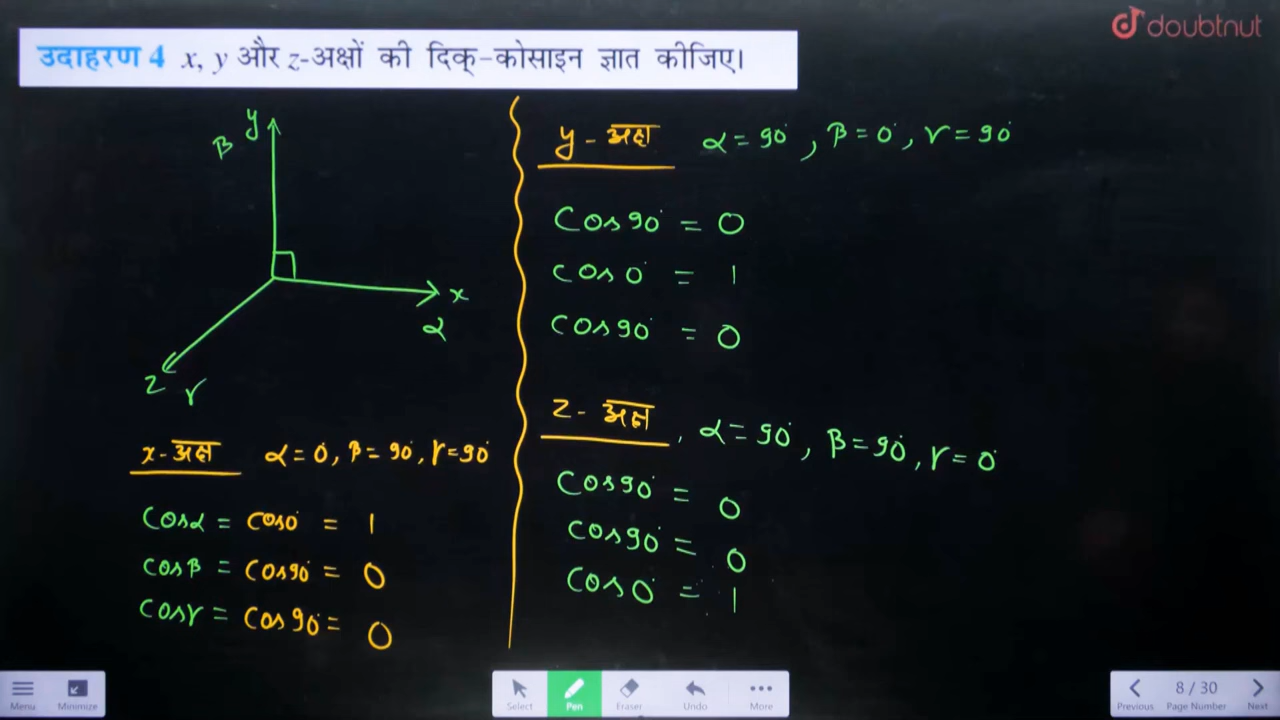 doubtnut
उदाहरण 4 x, y और z-अक्षों की दिक्-कोसाइन ज्ञात कीजिए।
y
β
x
α
z γ
x-अक्ष α=0°, β=90°, γ=90°
cosα = cos0° = 1
cosβ = cos90° = 0
cosγ = cos90° = 0
y-अक्ष α=90°, β=0°, γ=90°
cos90° = 0
cos0° = 1
cos90° = 0
z-अक्ष, α=90°, β=90°, γ=0°
cos90° = 0
cos90° = 0
cos0° = 1
Menu Minimize Select Pen Eraser Undo More Previous 8 / 30 Page Number Next